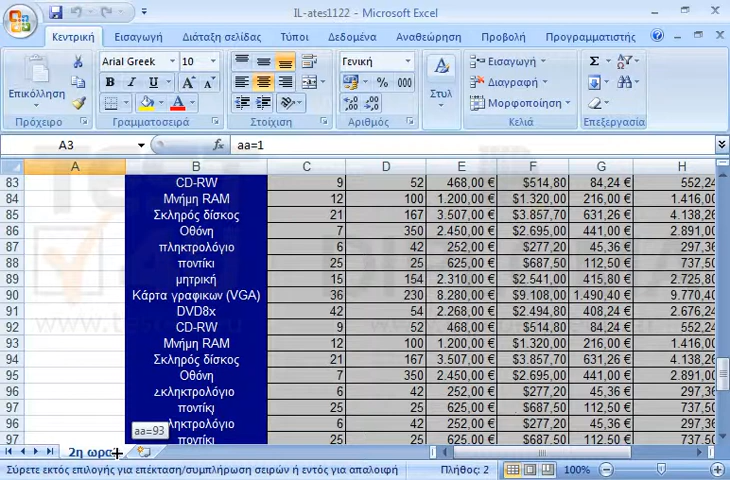 IL-ates1122 - Microsoft Excel
Κεντρική Εισαγωγή Διάταξη σελίδας Τύποι Δεδομένα Αναθεώρηση Προβολή Προγραμματιστής
Επικόλληση
Πρόχειρο
Arial Greek 10
B I U
Γραμματοσειρά
Στοίχιση
Γενική
% 000
Αριθμός
Στυλ
Εισαγωγή
Διαγραφή
Μορφοποίηση
Κελιά
Σ
Επεξεργασία
A3 fx aa=1
A B C D E F G H
83 CD-RW 9 52 468,00 € $514,80 84,24 € 552,24
84 Μνήμη RAM 12 100 1.200,00 € $1.320,00 216,00 € 1.416,00
85 Σκληρός δίσκος 21 167 3.507,00 € $3.857,70 631,26 € 4.138,26
86 Οθόνη 7 350 2.450,00 € $2.695,00 441,00 € 2.891,00
87 πληκτρολόγιο 6 42 252,00 € $277,20 45,36 € 297,36
88 ποντίκι 25 25 625,00 € $687,50 112,50 € 737,50
89 μητρική 15 154 2.310,00 € $2.541,00 415,80 € 2.725,80
90 Κάρτα γραφικων (VGA) 36 230 8.280,00 € $9.108,00 1.490,40 € 9.770,40
91 DVD8x 42 54 2.268,00 € $2.494,80 408,24 € 2.676,24
92 CD-RW 9 52 468,00 € $514,80 84,24 € 552,24
93 Μνήμη RAM 12 100 1.200,00 € $1.320,00 216,00 € 1.416,00
94 Σκληρός δίσκος 21 167 3.507,00 € $3.857,70 631,26 € 4.138,26
95 Οθόνη 7 350 2.450,00 € $2.695,00 441,00 € 2.891,00
96 6 42 252,00 € $277,20 45,36 € 297,36
97 ποντίκι 25 25 625,00 € $687,50 112,50 € 737,50
96 6 42 252,00 € $277,20 45,36 € 297,36
97 ποντίκι 25 25 625,00 € $687,50 112,50 € 737,50
aa=93
2η ωρα
Σύρετε εκτός επιλογής για επέκταση/συμπλήρωση σειρών ή εντός για απαλοιφή Πλήθος: 2 100%